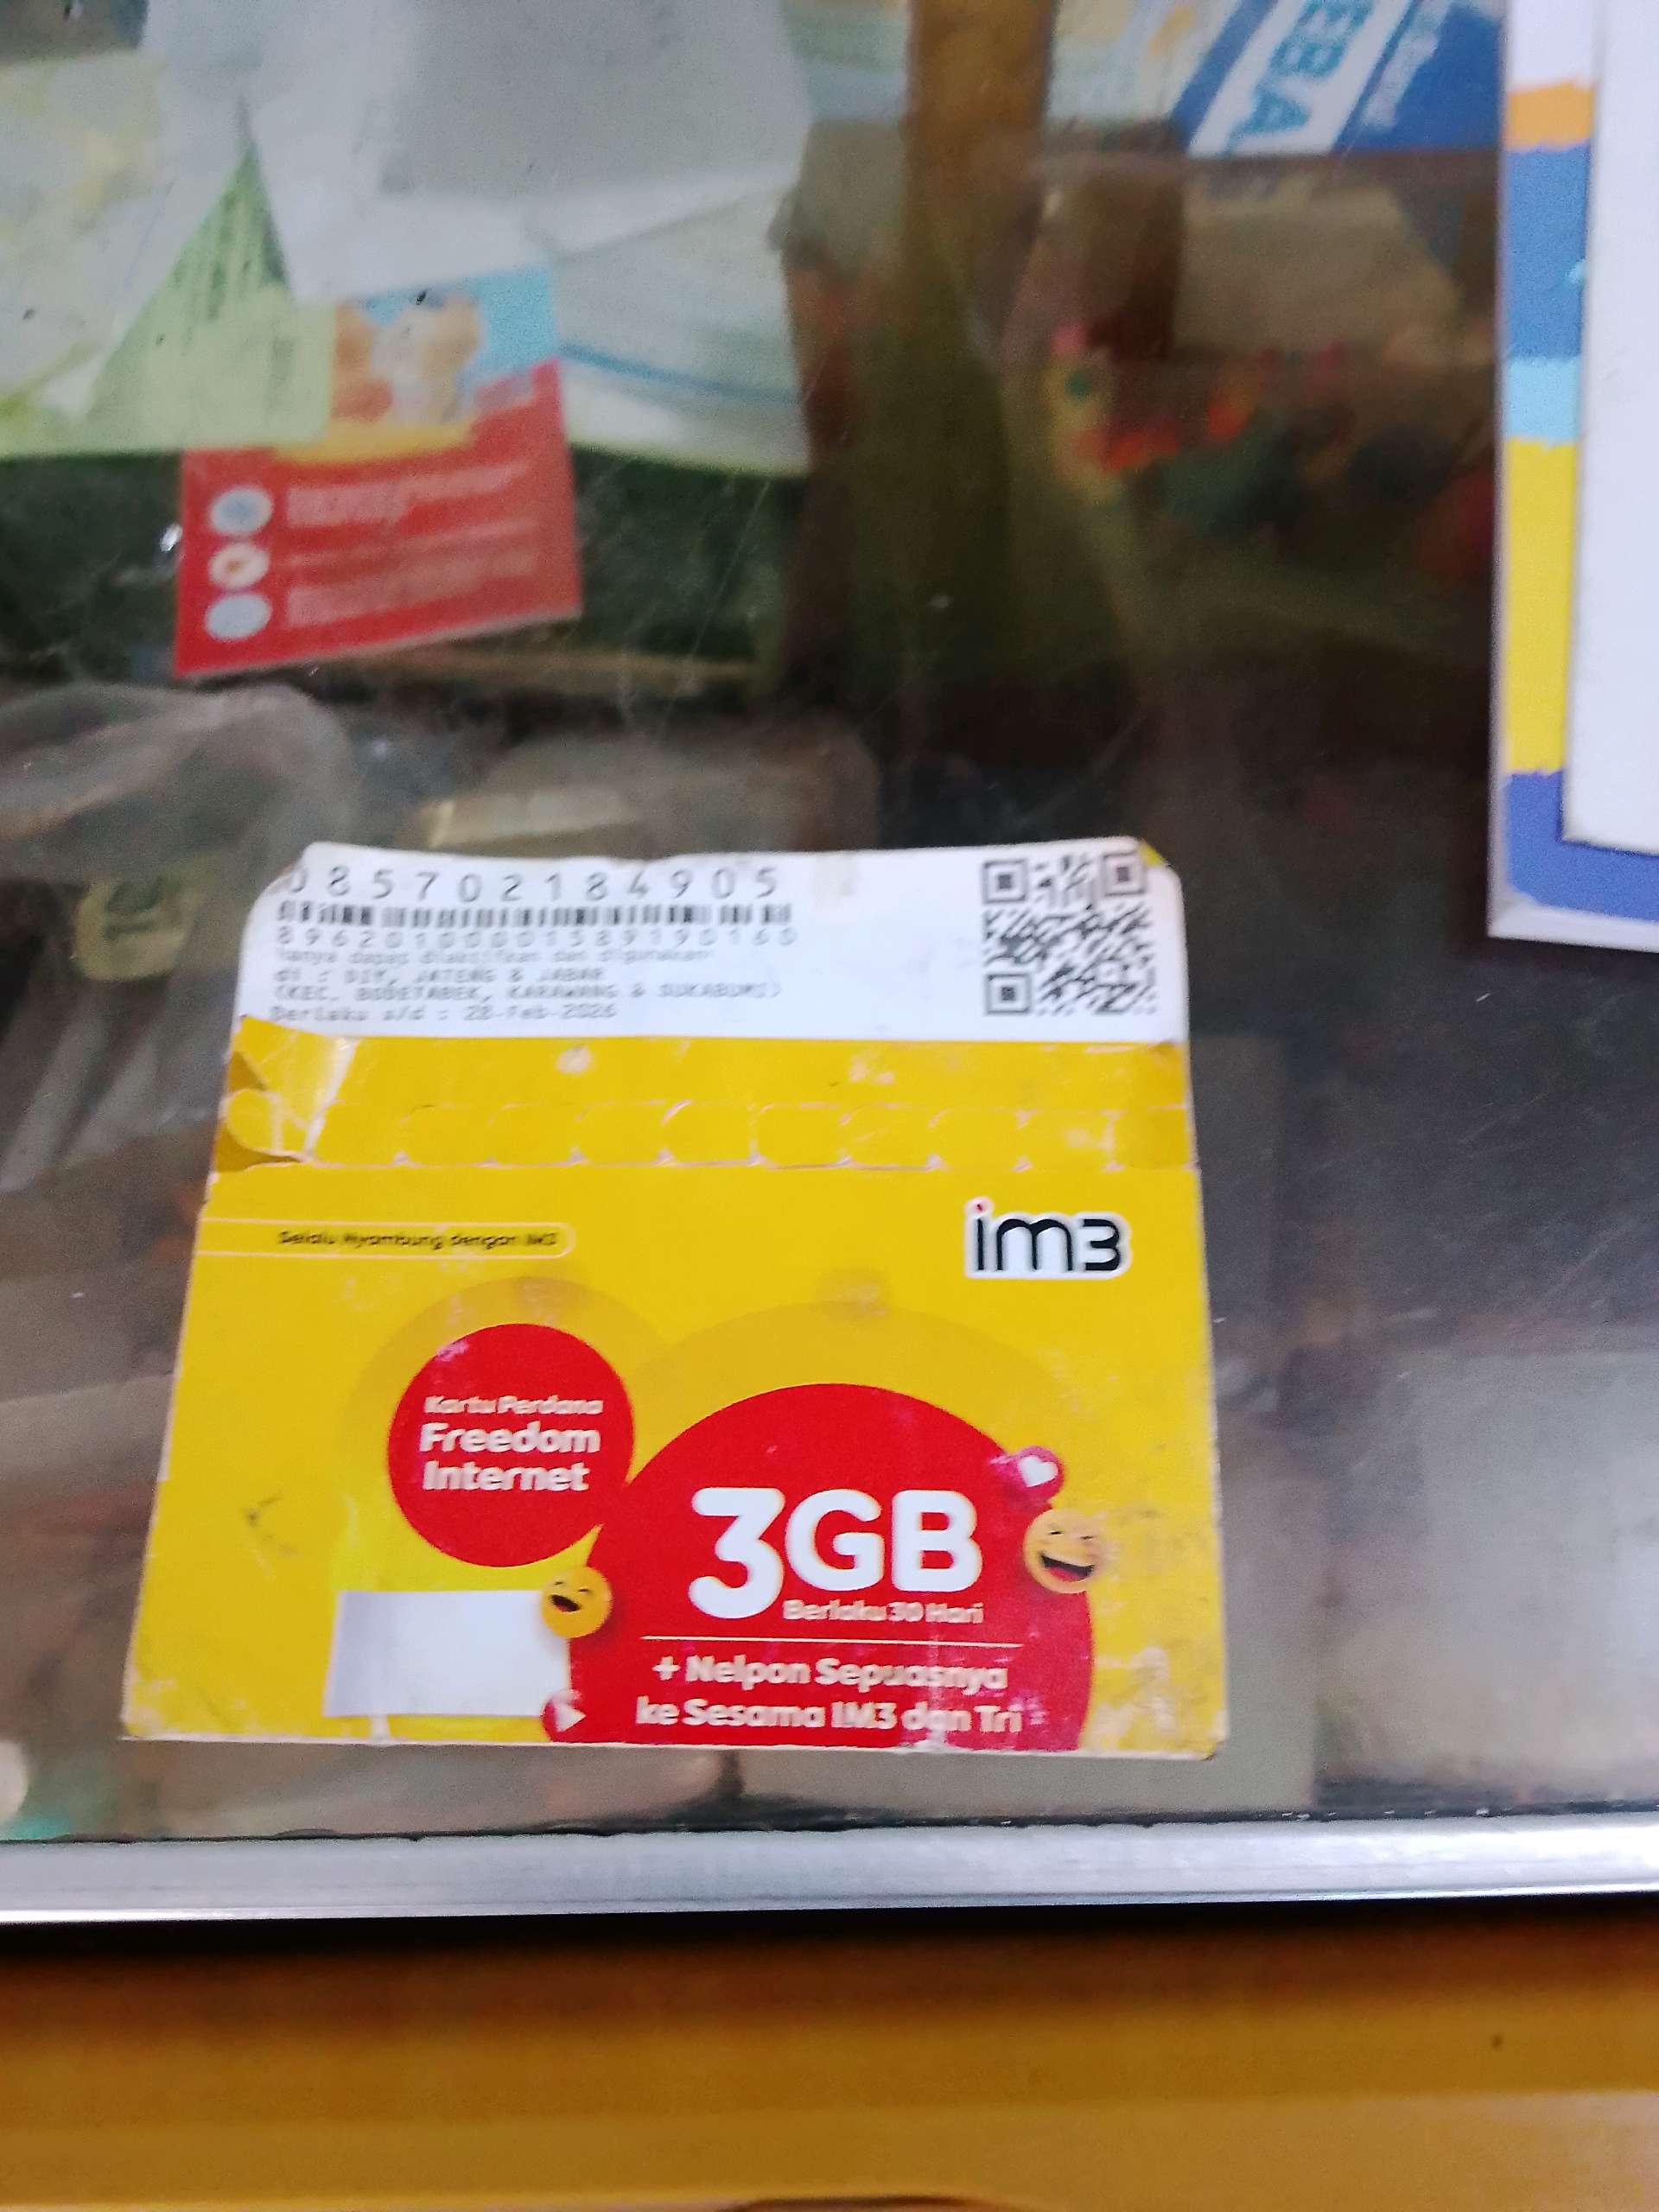 EBA
085702184905
89620100001589190160
Hanya dapat diaktifkan dan digunakan
di : DIY, JATENG & JABAR
(KEC. BODETABEK, KARAWANG & SUKABUMI)
Berlaku s/d : 28-Feb-2026
Selalu Nyambung dengan IM3
im3
Kartu Perdana
Freedom
Internet
3GB
Berlaku 30 Hari
+ Nelpon Sepuasnya
ke Sesama IM3 dan Tri